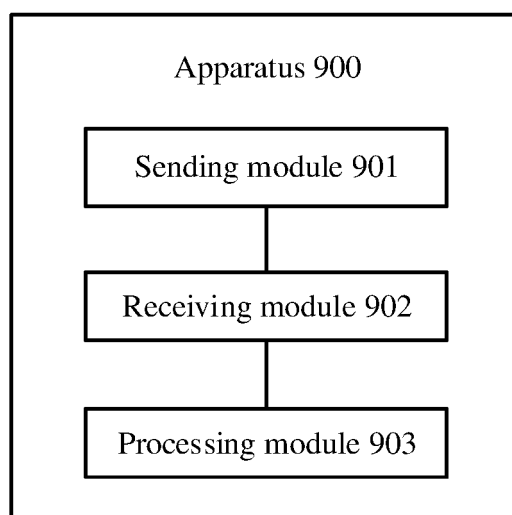 Apparatus 900
Sending module 901
Receiving module 902
Processing module 903